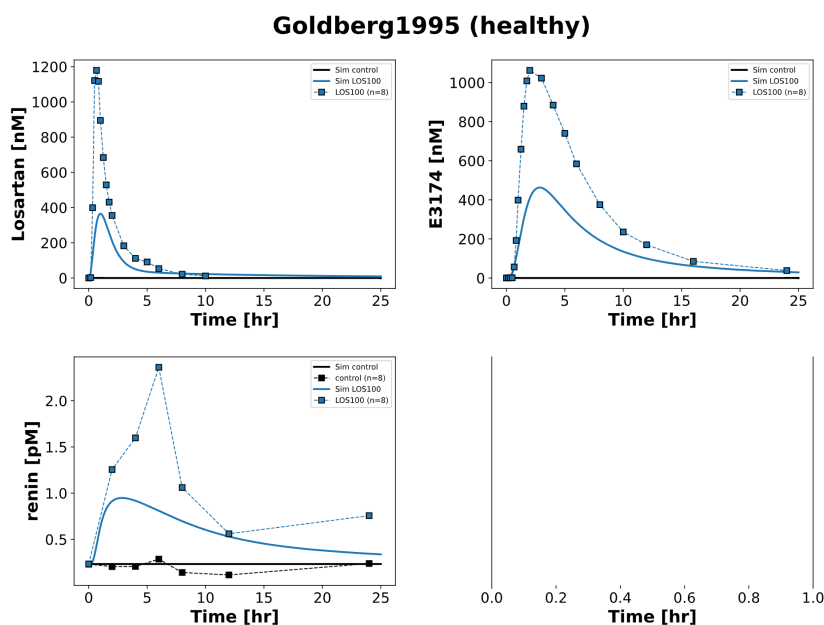 Goldberg1995 (healthy)
Losartan [nM]
1200
1000
800
600
400
200
0
Sim control
Sim LOS100
LOS100 (n=8)
0 5 10 15 20 25
Time [hr]
E3174 [nM]
1000
800
600
400
200
0
Sim control
Sim LOS100
LOS100 (n=8)
0 5 10 15 20 25
Time [hr]
renin [pM]
2.0
1.5
1.0
0.5
Sim control
control (n=8)
Sim LOS100
LOS100 (n=8)
0 5 10 15 20 25
Time [hr]
0.0 0.2 0.4 0.6 0.8 1.0
Time [hr]